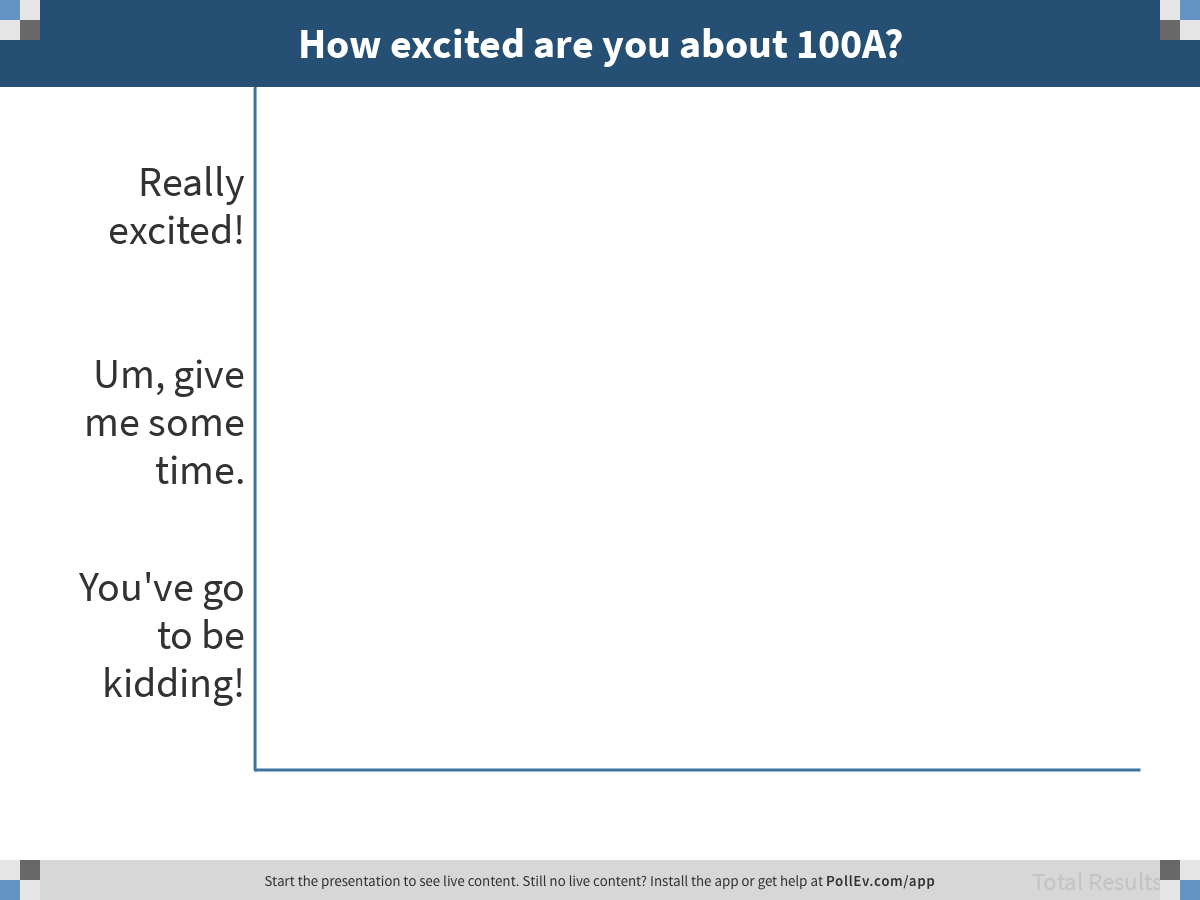 How excited are you about 100A?
Really
excited!
Um, give
me some
time.
You've go
to be
kidding!
Start the presentation to see live content. Still no live content? Install the app or get help at PollEv.com/app
Total Results